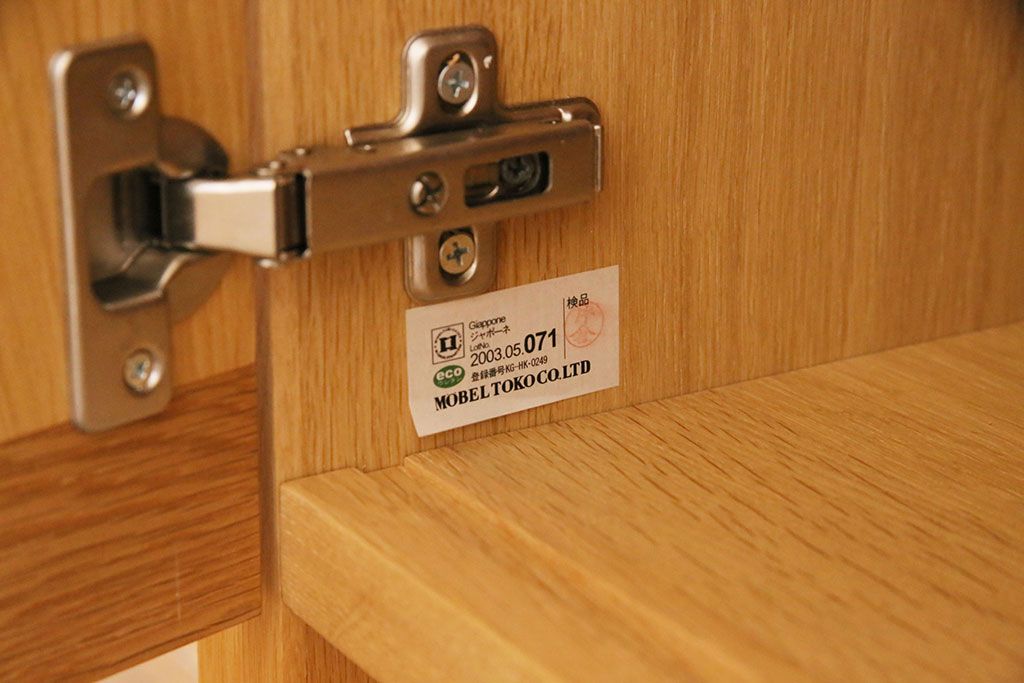 Giappone
ジャポーネ
LotNo.
2003.05.071
eco
登録番号KG-HK-0249
MOBEL TOKO CO.LTD
検品